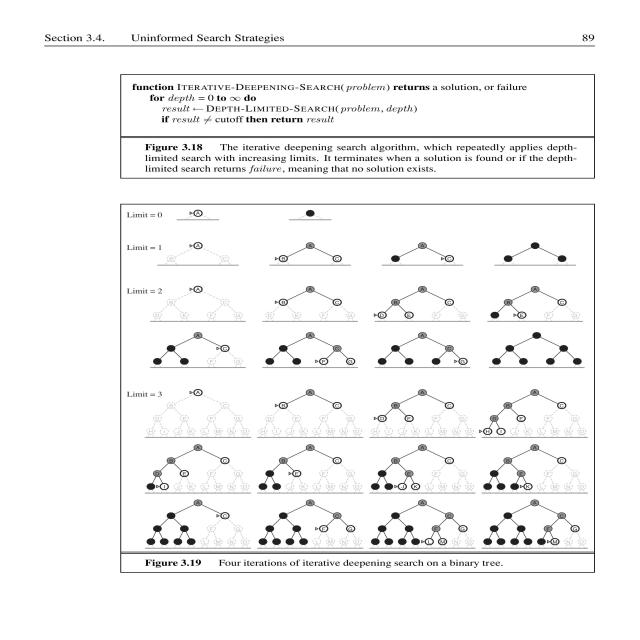 Section 3.4. Uninformed Search Strategies 89
function ITERATIVE-DEEPENING-SEARCH( problem) returns a solution, or failure
for depth = 0 to ∞ do
result ← DEPTH-LIMITED-SEARCH( problem, depth)
if result ≠ cutoff then return result
Figure 3.18 The iterative deepening search algorithm, which repeatedly applies depth-
limited search with increasing limits. It terminates when a solution is found or if the depth-
limited search returns failure, meaning that no solution exists.
Limit = 0 A
Limit = 1 A A A
B C C
Limit = 2 A A A A
B C B C B C
D E E
A A A
C C C
F G G
Limit = 3 A A A A
B C B C B C
D E D E
H I
A A A A
B C B C B C B C
D E E E E
I J K K
A A A A
C C C C
F G F G F G
L M M
Figure 3.19 Four iterations of iterative deepening search on a binary tree.